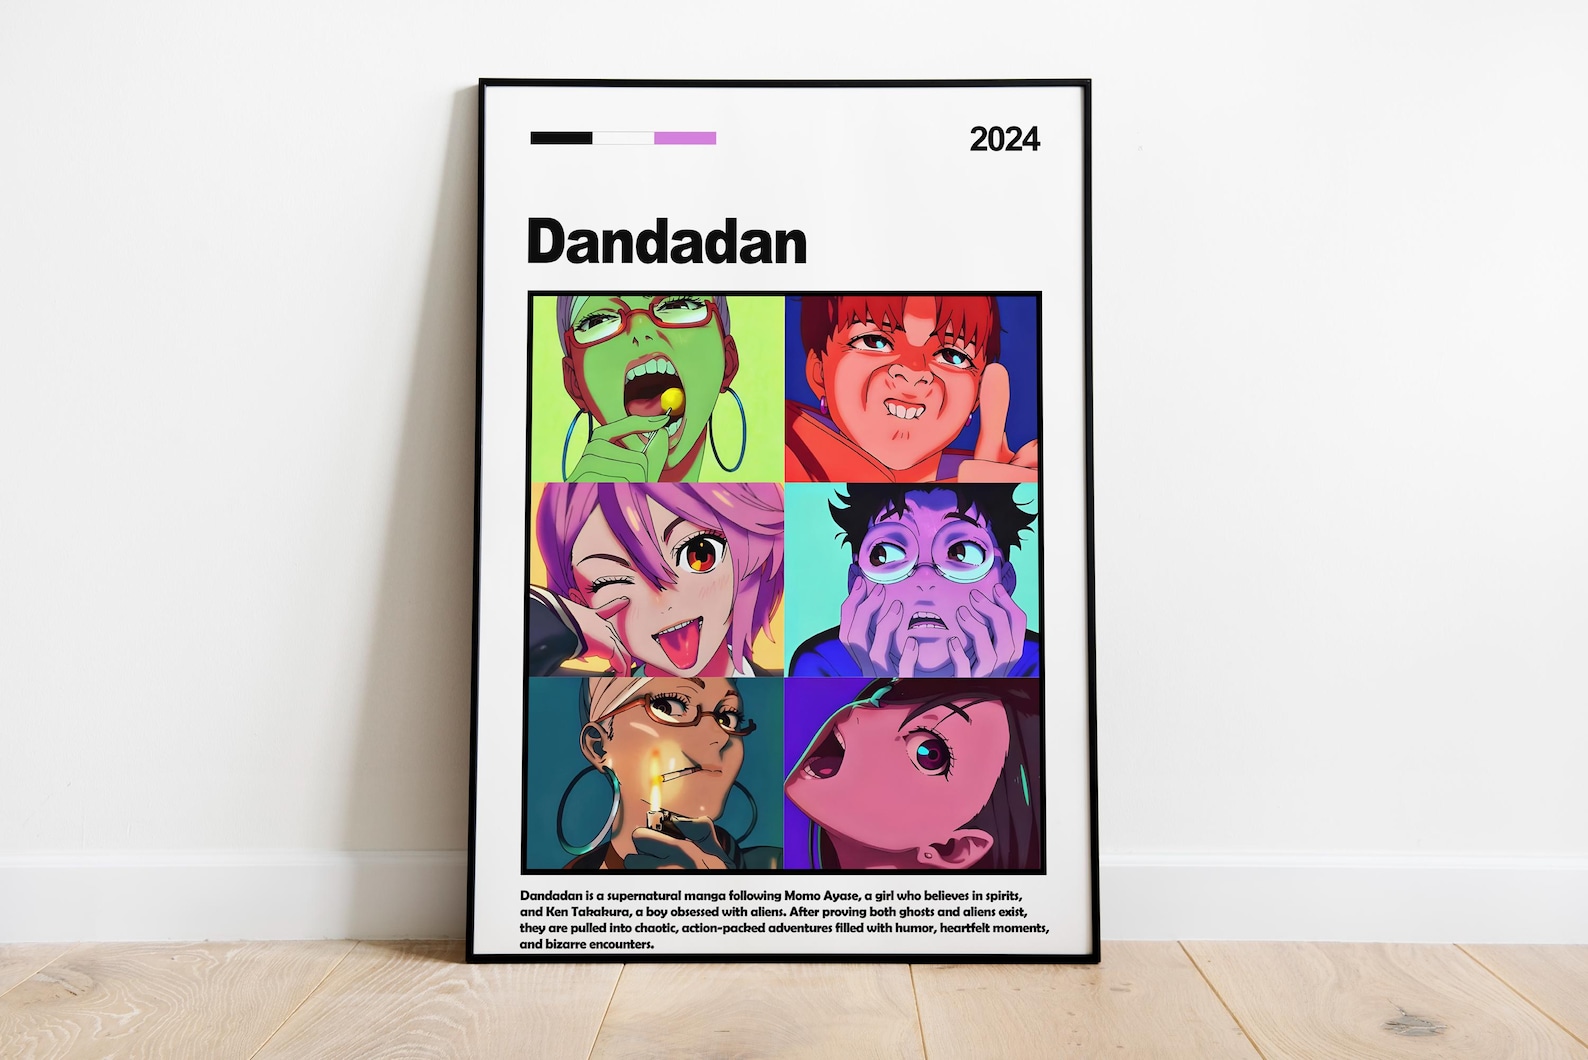 2024
Dandadan
Dandadan is a supernatural manga following Momo Ayase, a girl who believes in spirits,
and Ken Takakura, a boy obsessed with aliens. After proving both ghosts and aliens exist,
they are pulled into chaotic, action-packed adventures filled with humor, heartfelt moments,
and bizarre encounters.